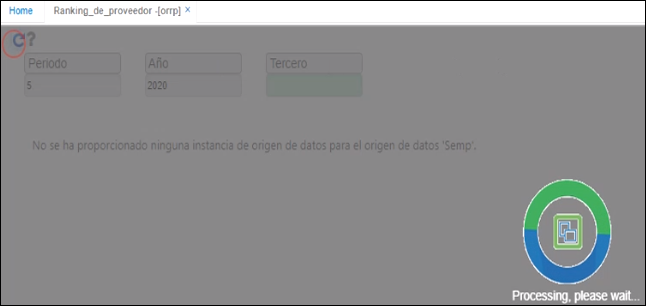 Home Ranking_de_proveedor -[orrp] ×
?
Periodo Año Tercero
5 2020
No se ha proporcionado ninguna instancia de origen de datos para el origen de datos 'Semp'.
Processing, please wait...